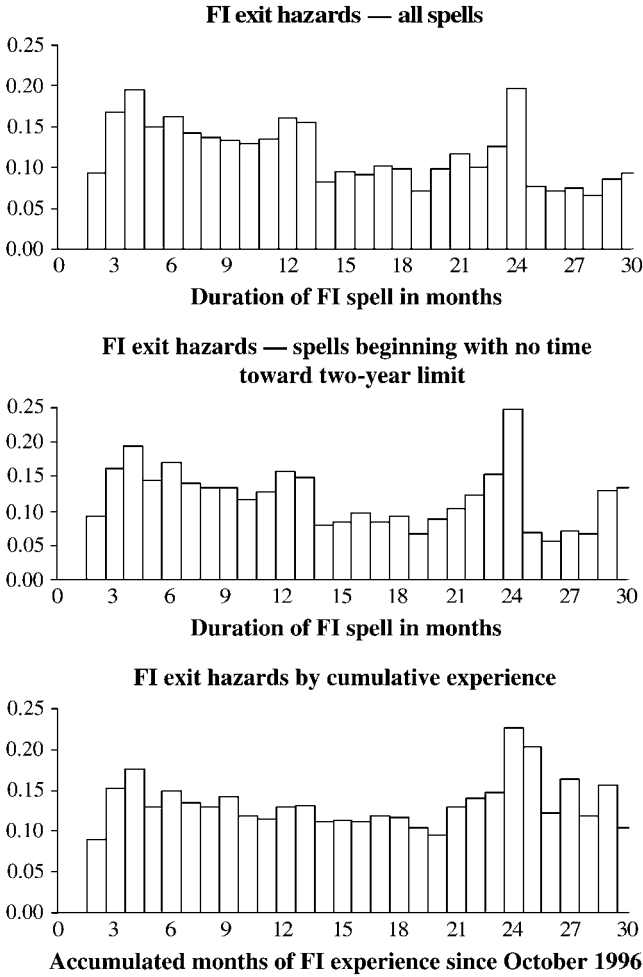 FI exit hazards — all spells
0.25
0.20
0.15
0.10
0.05
0.00
0 3 6 9 12 15 18 21 24 27 30
Duration of FI spell in months
FI exit hazards — spells beginning with no time
toward two-year limit
0.25
0.20
0.15
0.10
0.05
0.00
0 3 6 9 12 15 18 21 24 27 30
Duration of FI spell in months
FI exit hazards by cumulative experience
0.25
0.20
0.15
0.10
0.05
0.00
0 3 6 9 12 15 18 21 24 27 30
Accumulated months of FI experience since October 1996